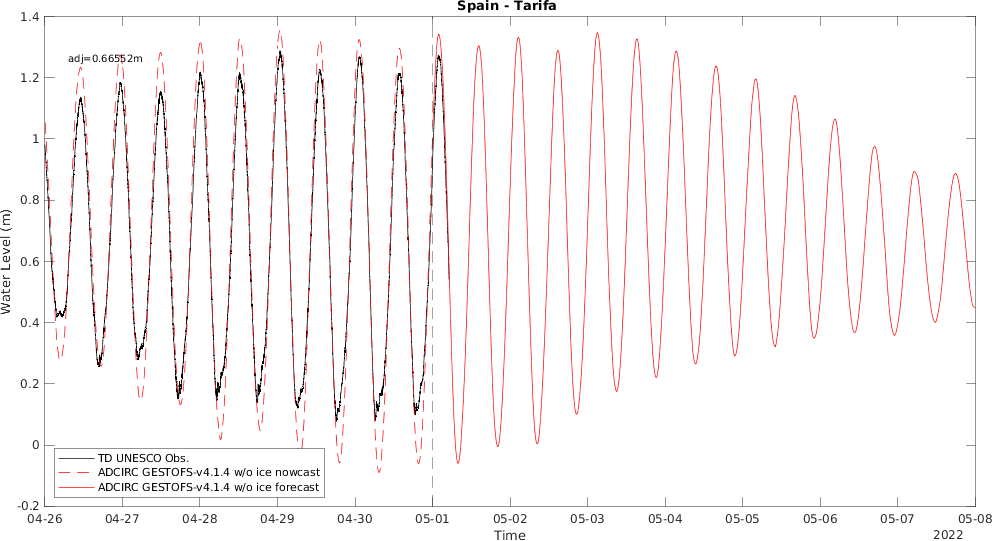 Spain - Tarifa
1.4
1.2
1
0.8
0.6
0.4
0.2
0
-0.2
Water Level (m)
adj=0.66552m
TD UNESCO Obs.
ADCIRC GESTOFS-v4.1.4 w/o ice nowcast
ADCIRC GESTOFS-v4.1.4 w/o ice forecast
04-26 04-27 04-28 04-29 04-30 05-01 05-02 05-03 05-04 05-05 05-06 05-07 05-08
Time
2022